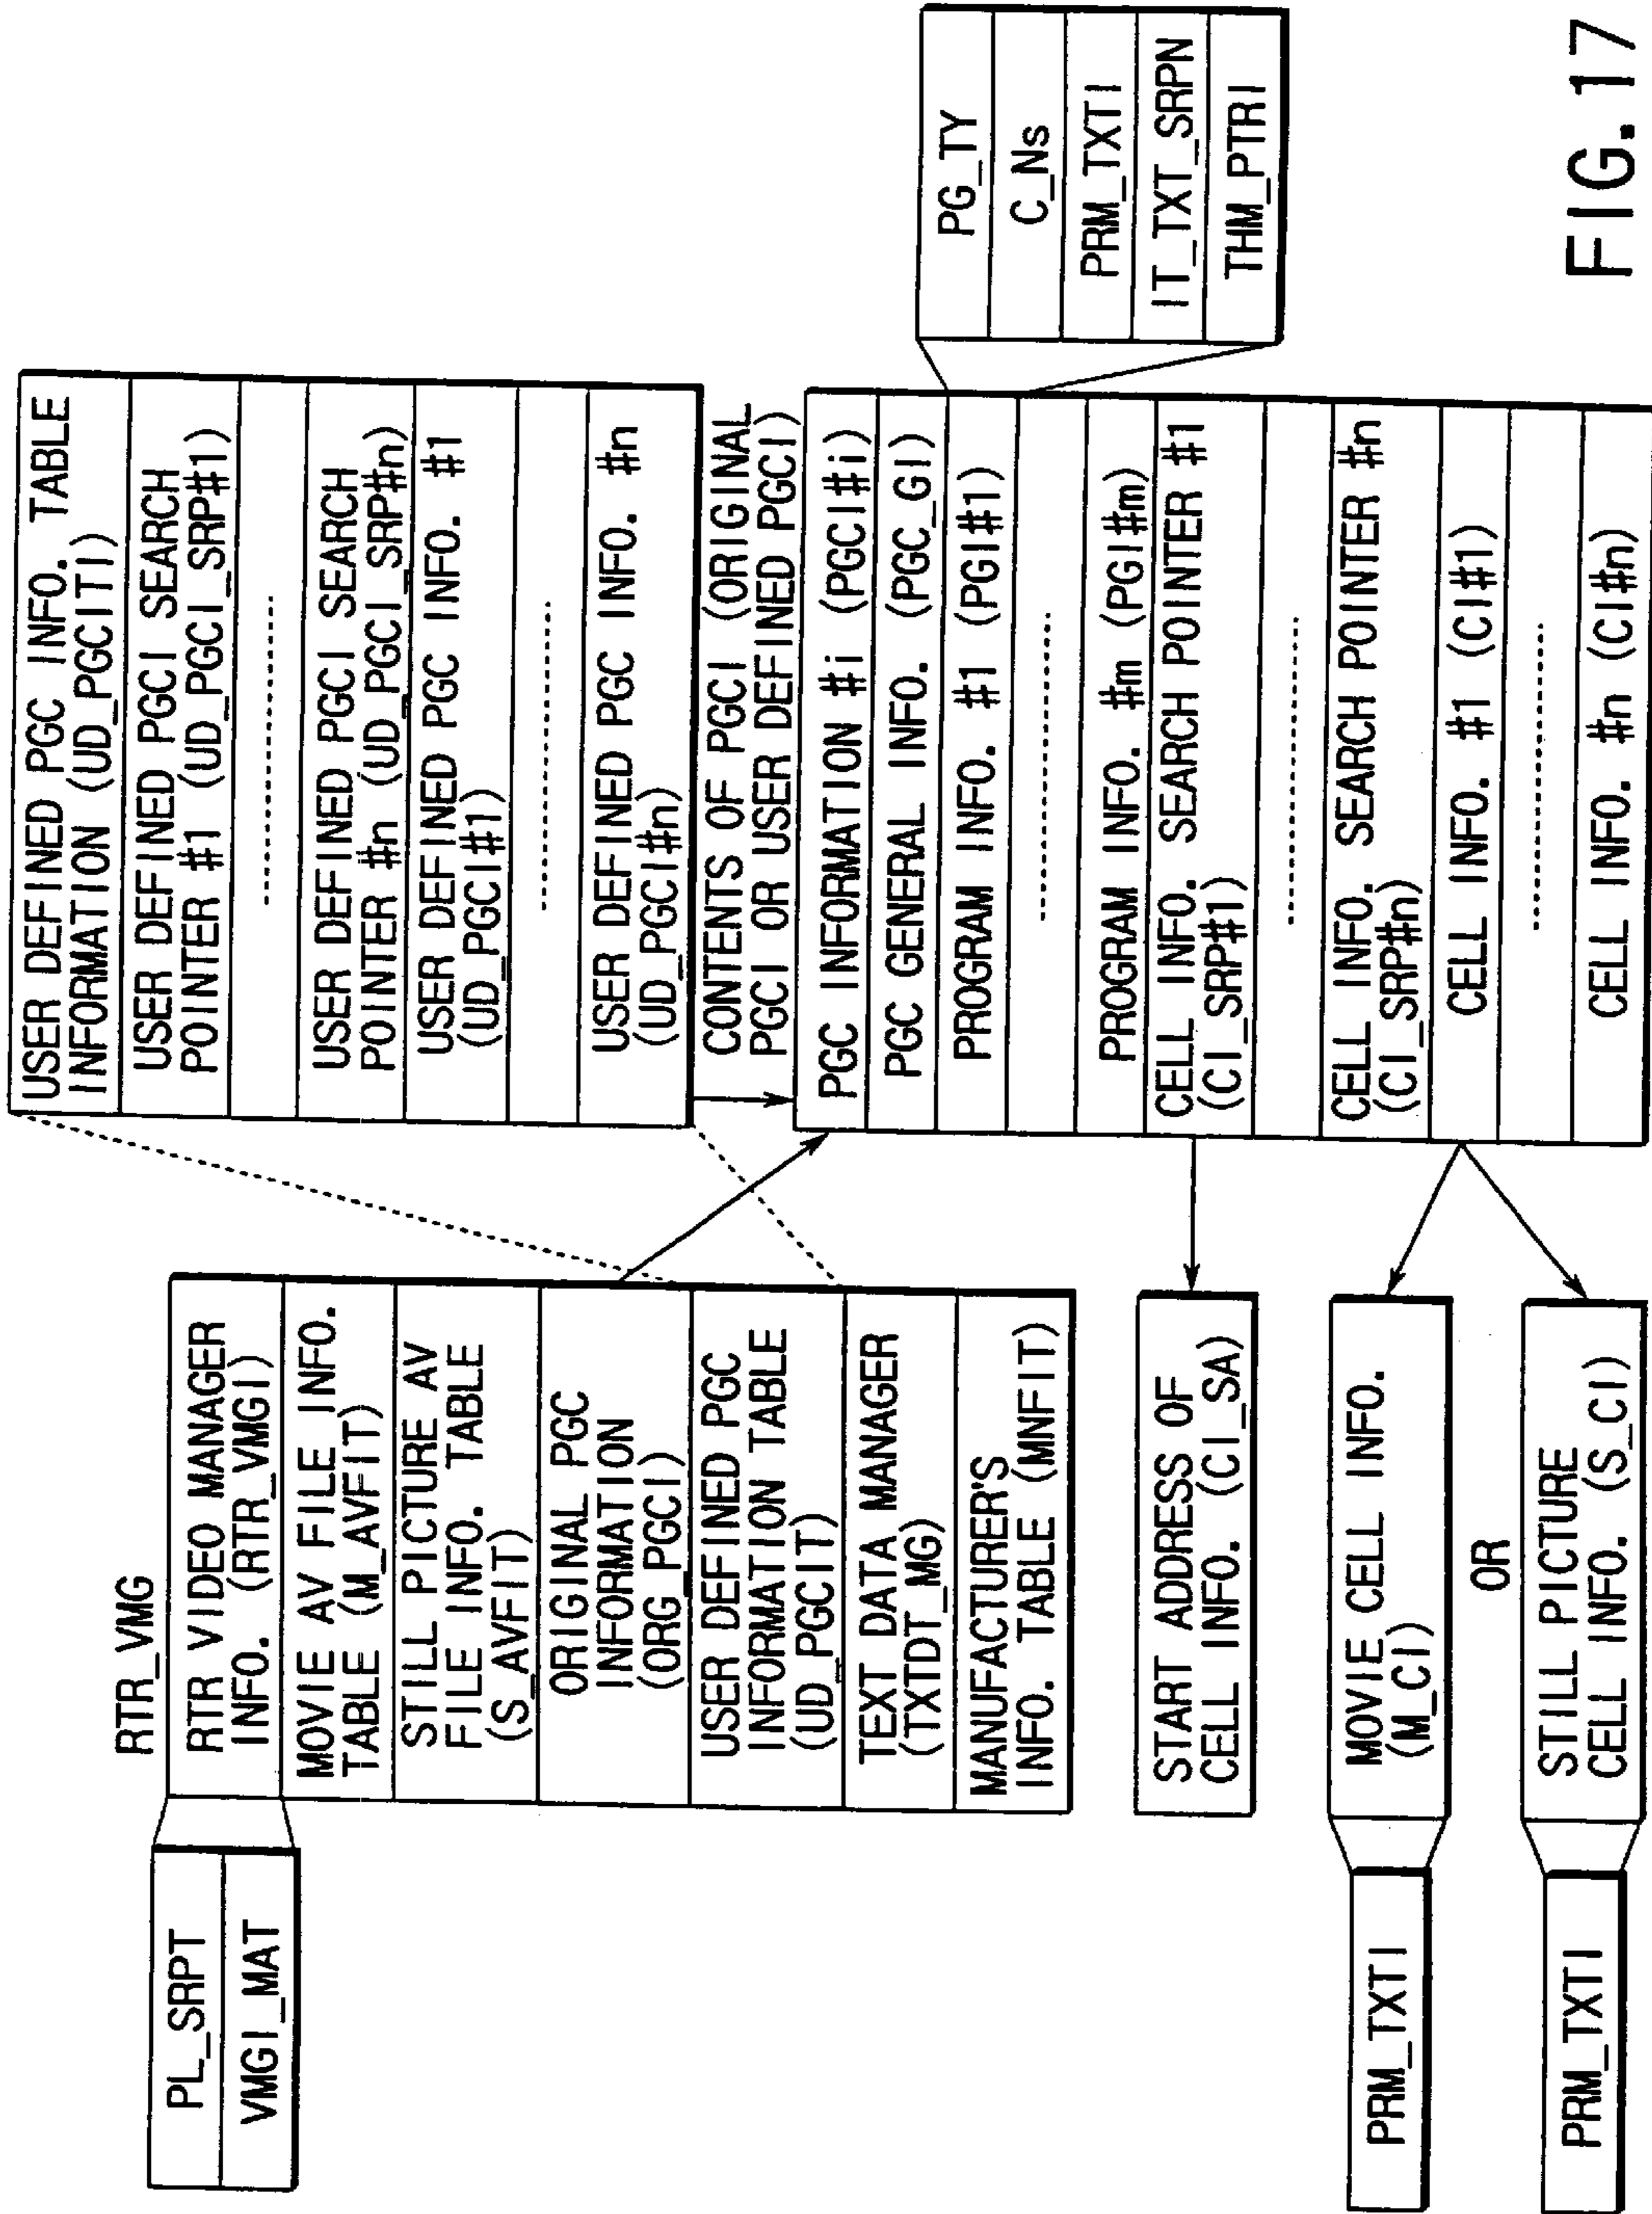 RTR_VMG
PL_SRPT
VMGI_MAT
RTR VIDEO MANAGER
INFO. (RTR_VMGI)
MOVIE AV FILE INFO.
TABLE (M_AVFIT)
STILL PICTURE AV
FILE INFO. TABLE
(S_AVFIT)
ORIGINAL PGC
INFORMATION
(ORG_PGCI)
USER DEFINED PGC
INFORMATION TABLE
(UD_PGCIT)
TEXT DATA MANAGER
(TXTDT_MG)
MANUFACTURER'S
INFO. TABLE (MNFIT)
START ADDRESS OF
CELL INFO. (CI_SA)
MOVIE CELL INFO.
(M_CI)
PRM_TXTI
OR
STILL PICTURE
CELL INFO. (S_CI)
PRM_TXTI
USER DEFINED PGC INFO. TABLE
INFORMATION (UD_PGCITI)
USER DEFINED PGCI SEARCH
POINTER #1 (UD_PGCI_SRP#1)
USER DEFINED PGCI SEARCH
POINTER #n (UD_PGCI_SRP#n)
USER DEFINED PGC INFO. #1
(UD_PGCI#1)
USER DEFINED PGC INFO. #n
(UD_PGCI#n)
CONTENTS OF PGCI (ORIGINAL
PGCI OR USER DEFINED PGCI)
PGC INFORMATION #i (PGCI#i)
PGC GENERAL INFO. (PGC_GI)
PROGRAM INFO. #1 (PGI#1)
PROGRAM INFO. #m (PGI#m)
CELL INFO. SEARCH POINTER #1
(CI_SRP#1)
CELL INFO. SEARCH POINTER #n
(CI_SRP#n)
CELL INFO. #1 (CI#1)
CELL INFO. #n (CI#n)
PG_TY
C_Ns
PRM_TXTI
IT_TXT_SRPN
THM_PTRI
FIG. 17